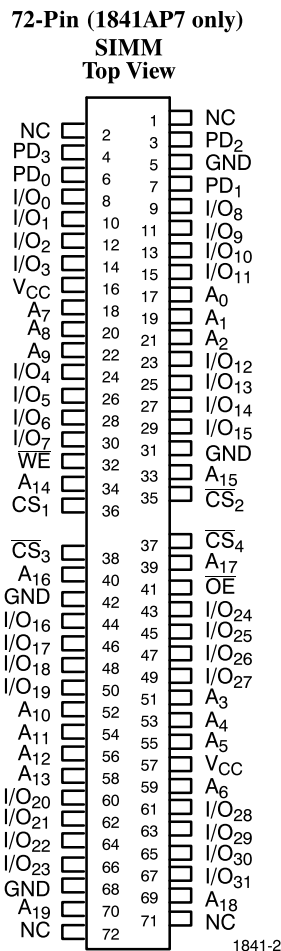 72-Pin (1841AP7 only)
SIMM
Top View
1 NC
NC 2
3 PD2
PD3 4
5 GND
PD0 6
7 PD1
I/O0 8
9 I/O8
I/O1 10
11 I/O9
I/O2 12
13 I/O10
I/O3 14
15 I/O11
VCC 16
17 A0
A7 18
19 A1
A8 20
21 A2
A9 22
23 I/O12
I/O4 24
25 I/O13
I/O5 26
27 I/O14
I/O6 28
29 I/O15
I/O7 30
31 GND
W̅E̅ 32
33 A15
A14 34
35 C̅S̅2
CS1 36
37 C̅S̅4
C̅S̅3 38
39 A17
A16 40
41 O̅E̅
GND 42
43 I/O24
I/O16 44
45 I/O25
I/O17 46
47 I/O26
I/O18 48
49 I/O27
I/O19 50
51 A3
A10 52
53 A4
A11 54
55 A5
A12 56
57 VCC
A13 58
59 A6
I/O20 60
61 I/O28
I/O21 62
63 I/O29
I/O22 64
65 I/O30
I/O23 66
67 I/O31
GND 68
69 A18
A19 70
71 NC
NC 72
1841-2